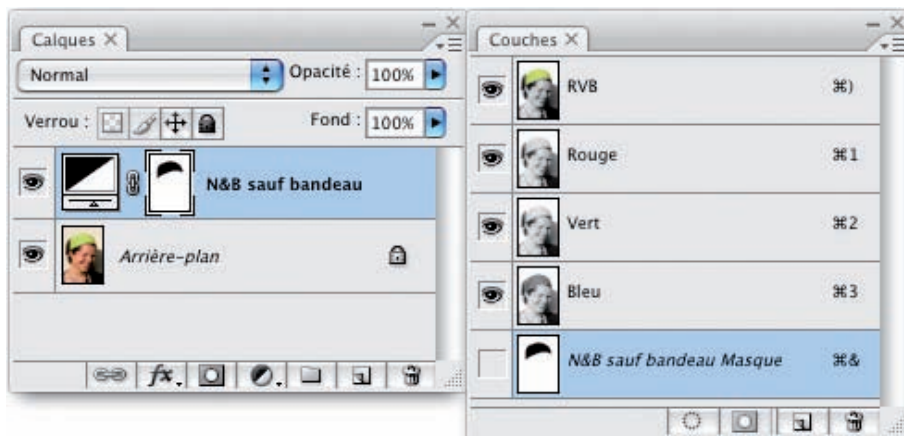 Calques
Normal Opacité : 100%
Verrou : Fond : 100%
N&B sauf bandeau
Arrière-plan
fx
Couches
RVB ⌘)
Rouge ⌘1
Vert ⌘2
Bleu ⌘3
N&B sauf bandeau Masque ⌘&